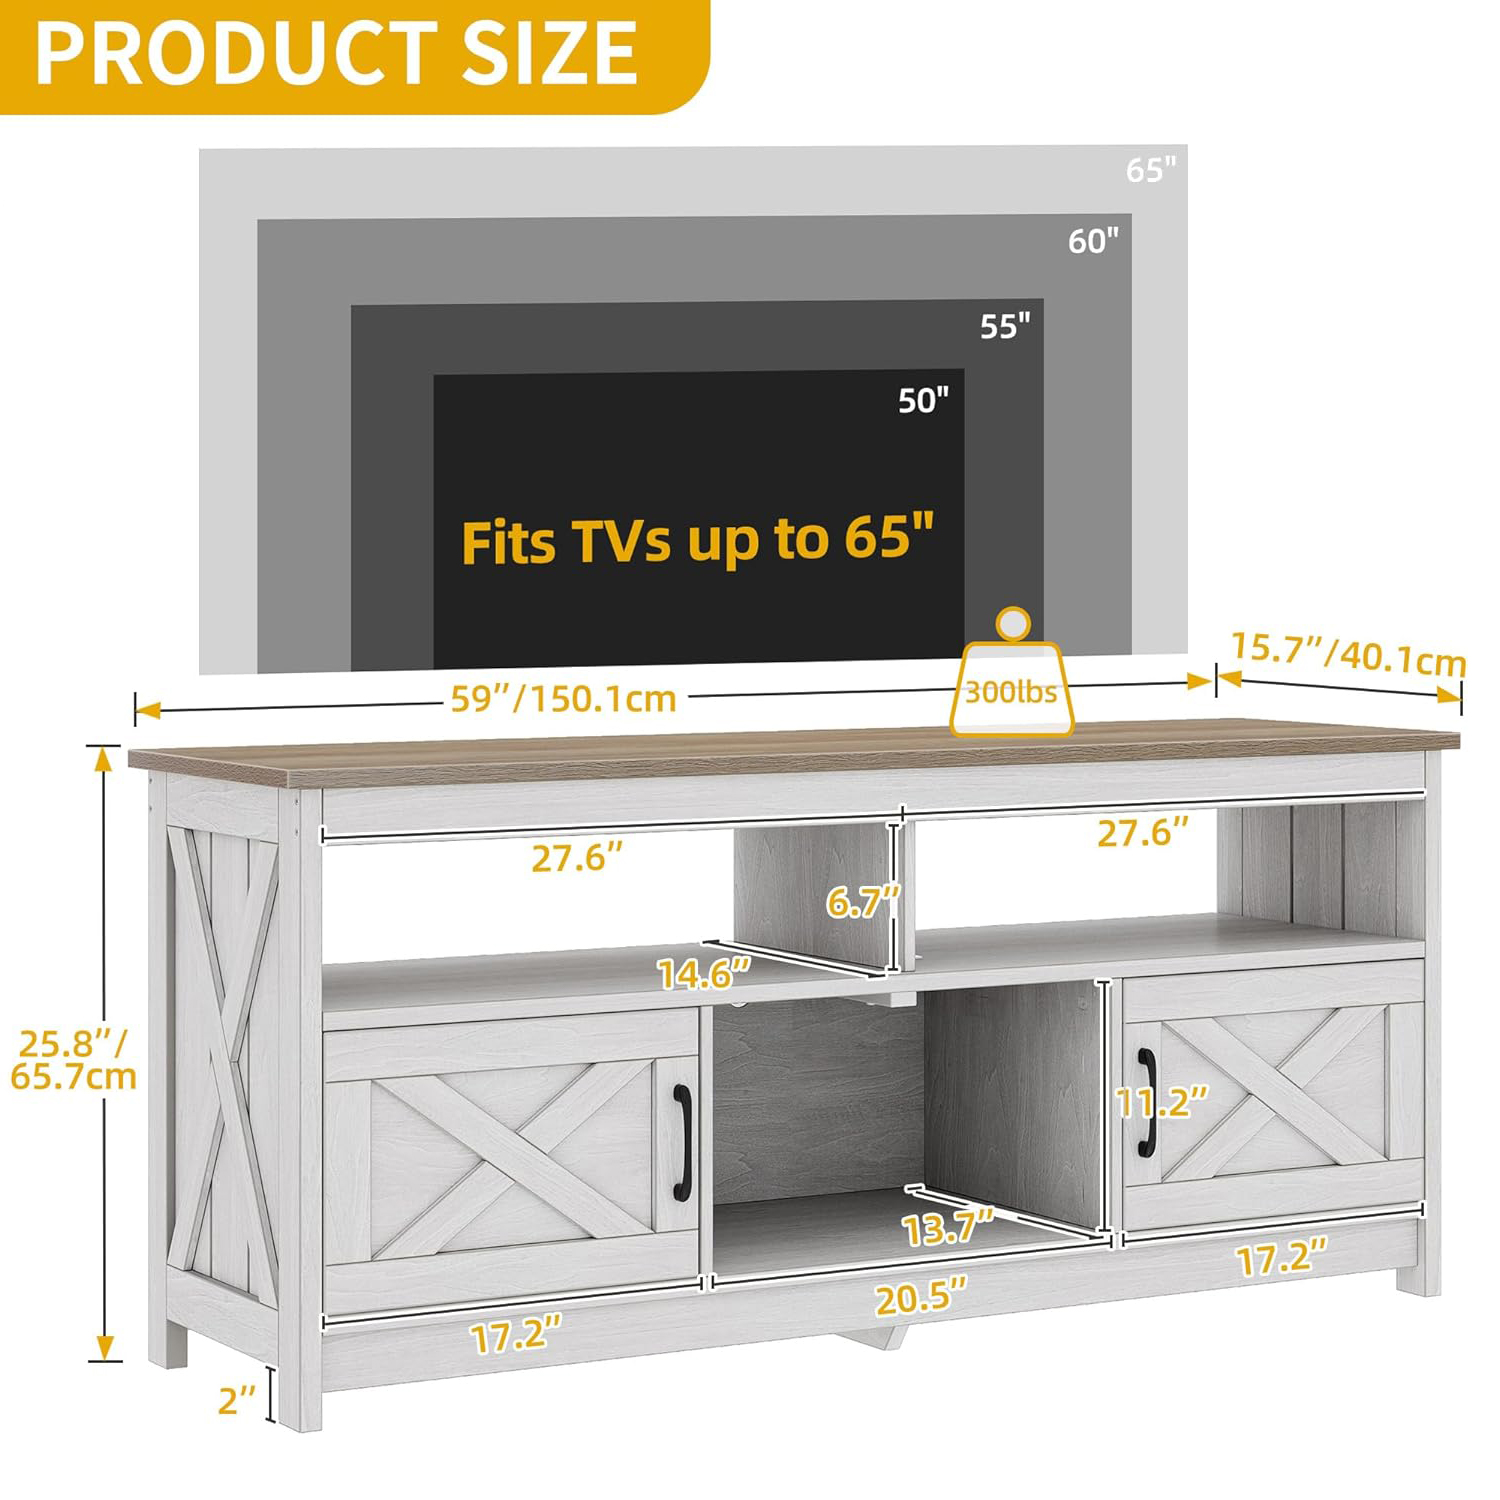 PRODUCT SIZE
65"
60"
55"
50"
Fits TVs up to 65"
300lbs
59″/150.1cm
15.7″/40.1cm
27.6″
27.6″
6.7″
14.6″
25.8″/
65.7cm
11.2″
13.7″
20.5″
17.2″
17.2″
2″